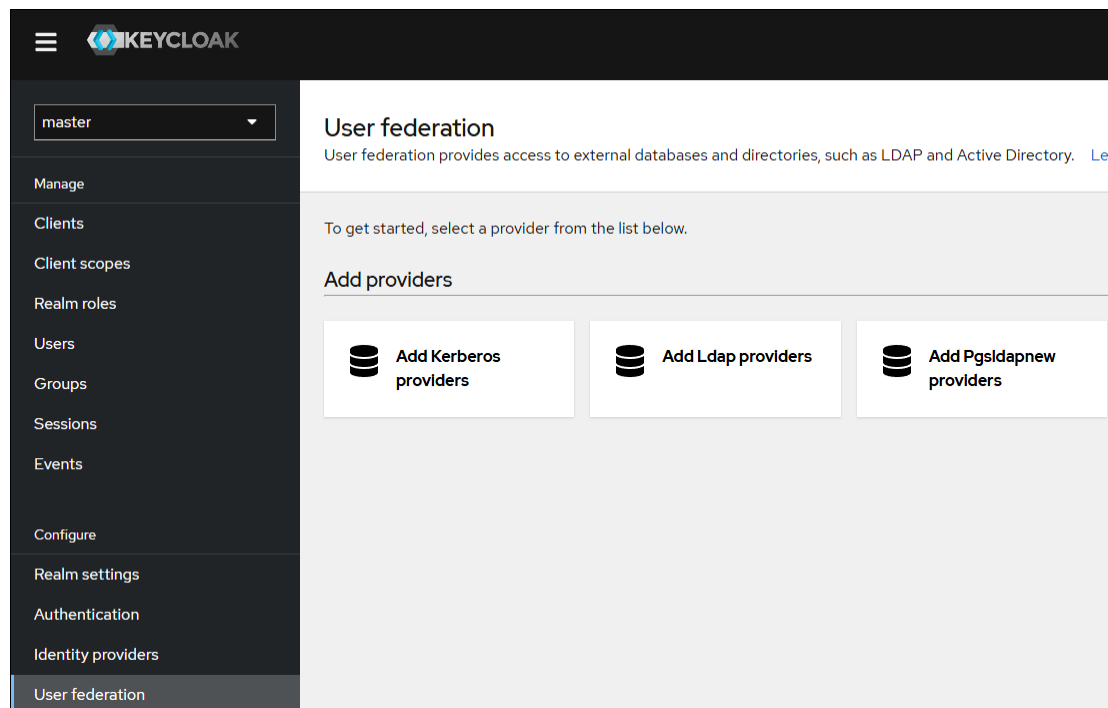 KEYCLOAK
master
Manage
Clients
Client scopes
Realm roles
Users
Groups
Sessions
Events
Configure
Realm settings
Authentication
Identity providers
User federation
User federation
User federation provides access to external databases and directories, such as LDAP and Active Directory. Le
To get started, select a provider from the list below.
Add providers
Add Kerberos
providers
Add Ldap providers
Add Pgsldapnew
providers